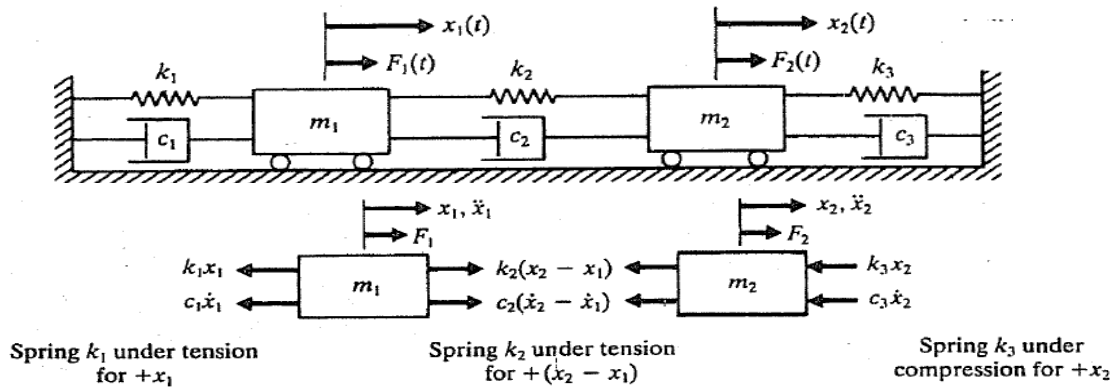 x₁(t) x₂(t)
F₁(t) F₂(t)
k₁ k₂ k₃
m₁ m₂
c₁ c₂ c₃
x₁, ẍ₁ x₂, ẍ₂
F₁ F₂
k₁x₁ k₂(x₂ − x₁) k₃x₂
m₁ m₂
c₁ẋ₁ c₂(ẋ₂ − ẋ₁) c₃ẋ₂
Spring k₁ under tension
for +x₁
Spring k₂ under tension
for +(x₂ − x₁)
Spring k₃ under
compression for +x₂